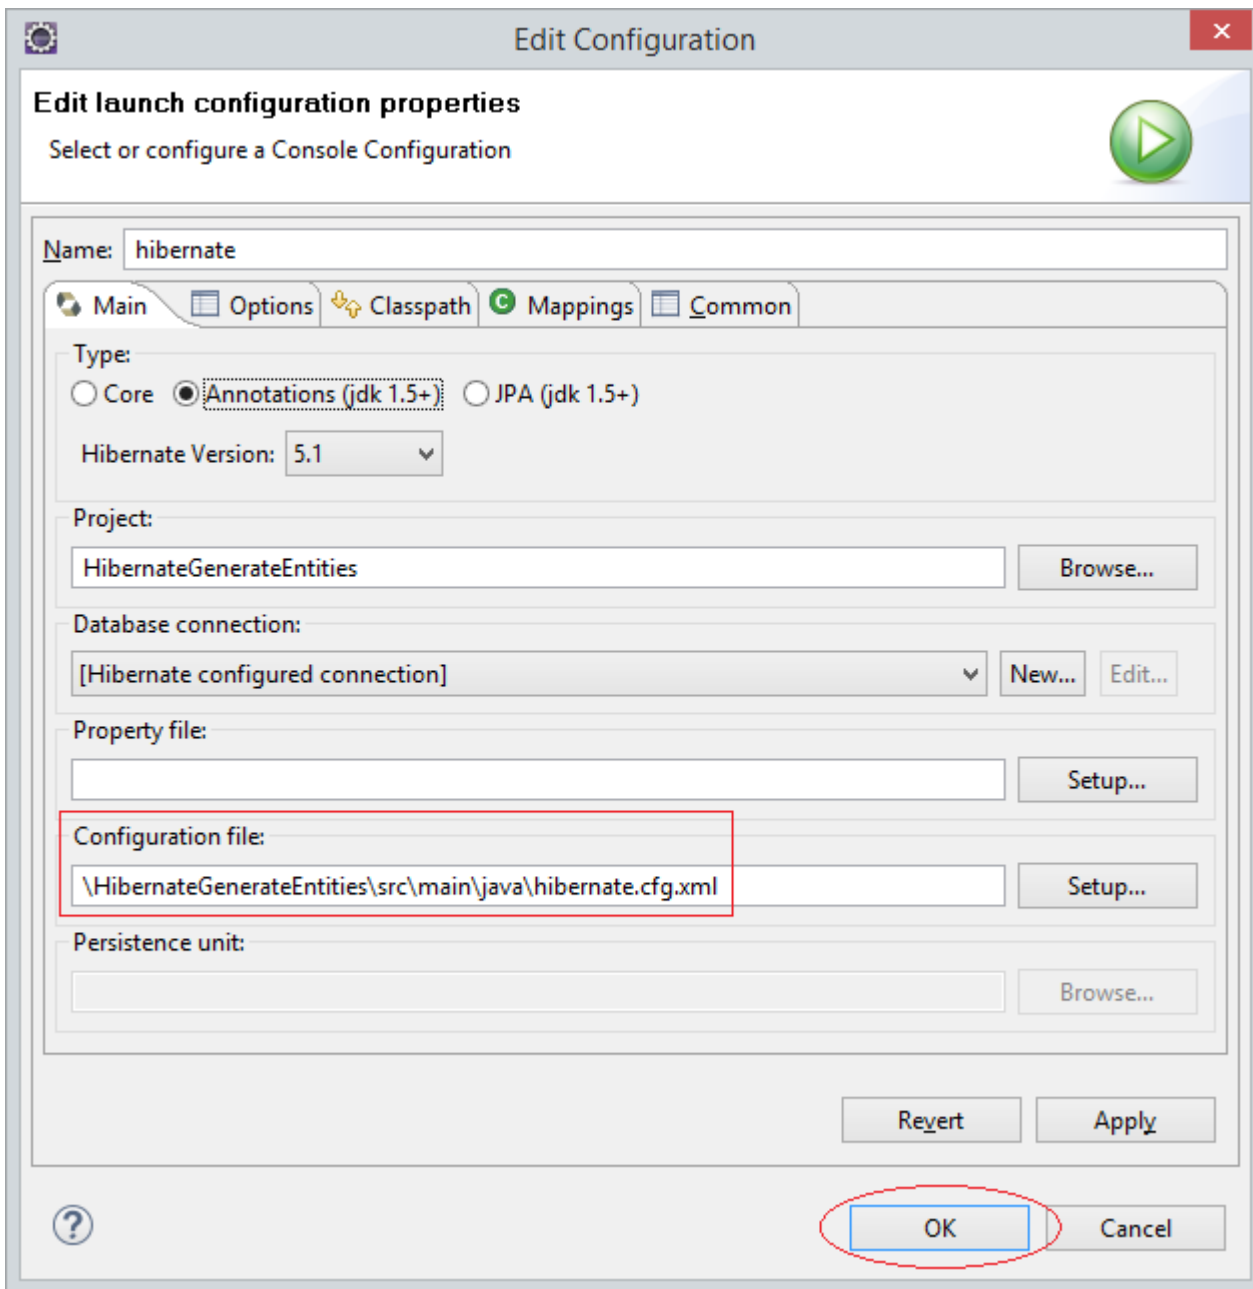 Edit Configuration
Edit launch configuration properties
Select or configure a Console Configuration
Name: hibernate
Main Options Classpath Mappings Common
Type:
Core Annotations (jdk 1.5+) JPA (jdk 1.5+)
Hibernate Version: 5.1
Project:
HibernateGenerateEntities Browse...
Database connection:
[Hibernate configured connection] New... Edit...
Property file:
Setup...
Configuration file:
\HibernateGenerateEntities\src\main\java\hibernate.cfg.xml Setup...
Persistence unit:
Browse...
Revert Apply
? OK Cancel